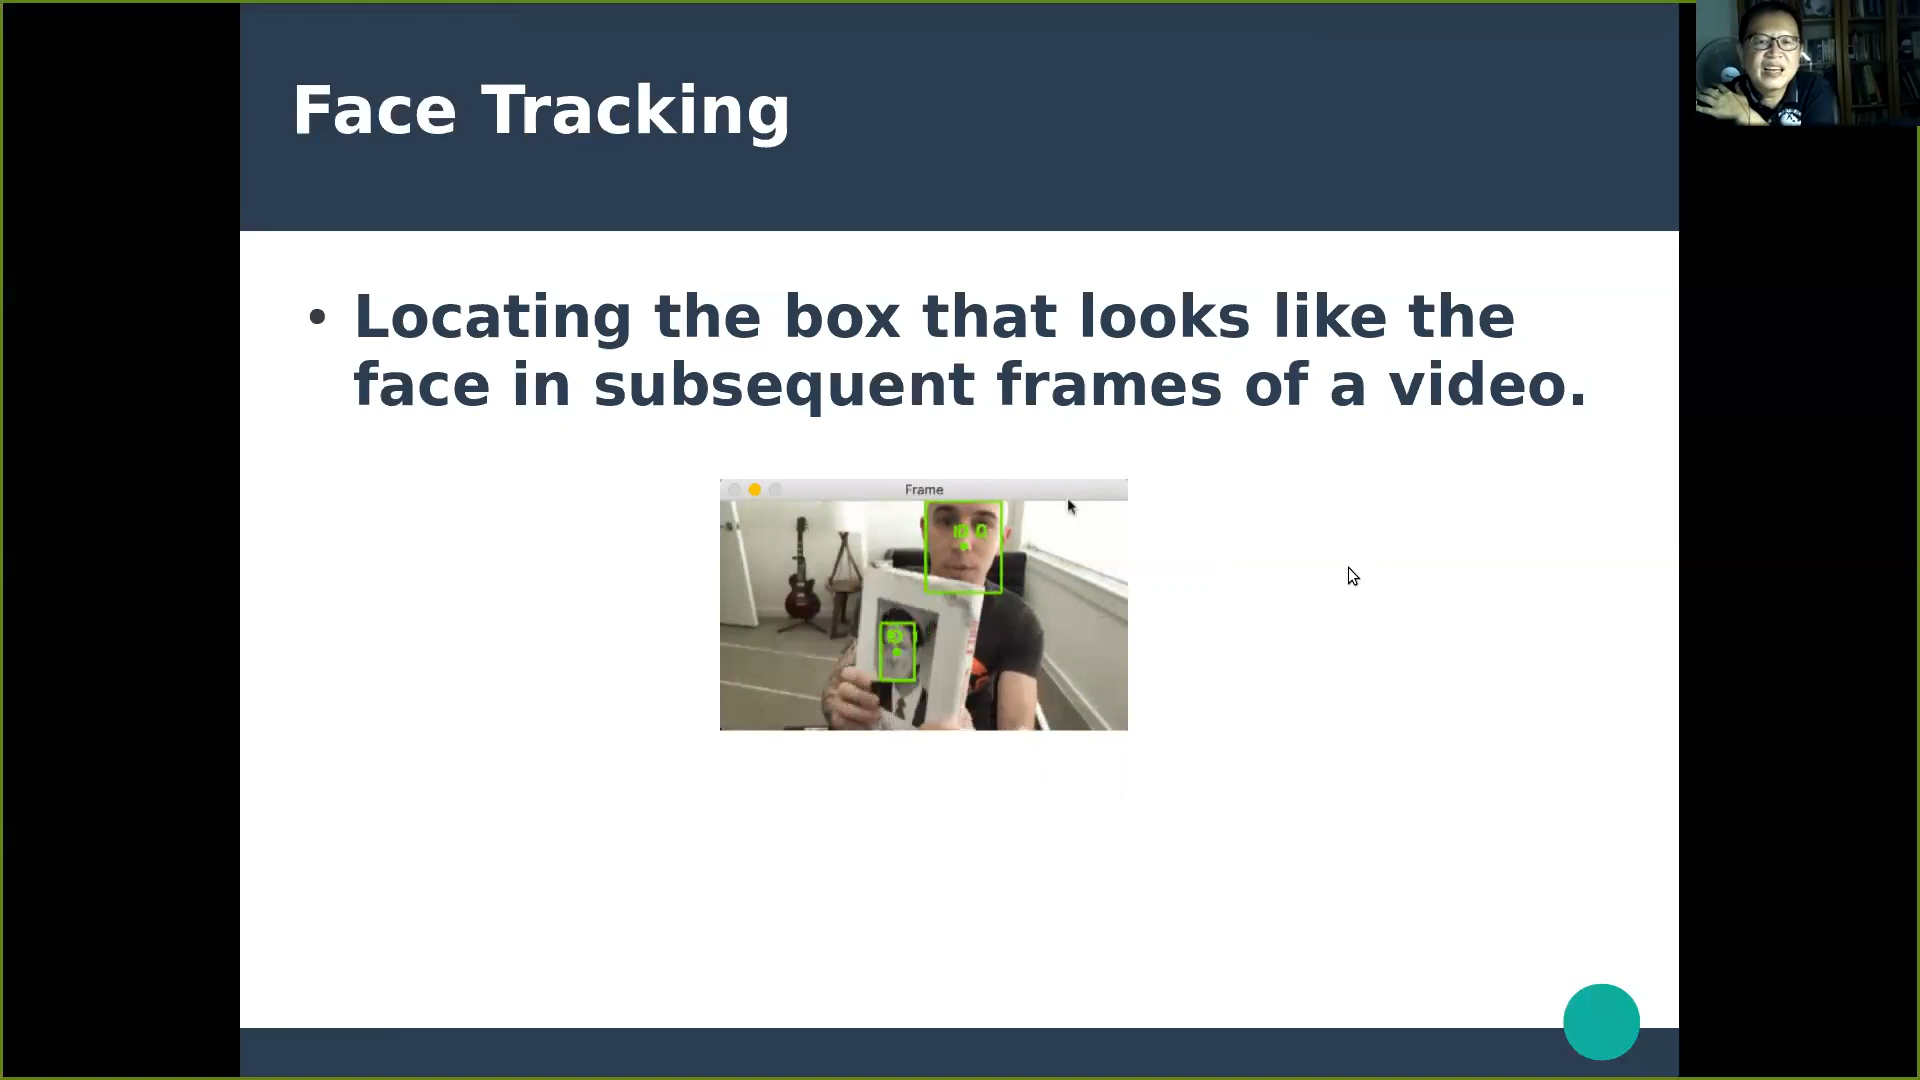 Face Tracking
• Locating the box that looks like the
face in subsequent frames of a video.
Frame